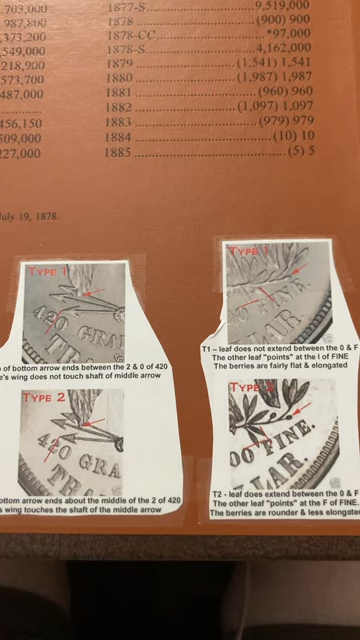 ,703,000
987,800
,373,200
,549,000
218,900
573,700
487,000
456,150
509,000
227,000
1877-S 9,519,000
1878 (900) 900
1878-CC *97,000
1878-S 4,162,000
1879 (1,541) 1,541
1880 (1,987) 1,987
1881 (960) 960
1882 (1,097) 1,097
1883 (979) 979
1884 (10) 10
1885 (5) 5
July 19, 1878.
TYPE 1
420 GRA
TRA
of bottom arrow ends between the 2 & 0 of 420
e's wing does not touch shaft of middle arrow
TYPE 2
420 GRA
TRA
ottom arrow ends about the middle of the 2 of 420
s wing touches the shaft of the middle arrow
TYPE 1
0 FINE
LAR.
T1 - leaf does not extend between the 0 & F
The other leaf "points" at the I of FINE
The berries are fairly flat & elongated
TYPE 2
00 FINE.
LAR.
T2 - leaf does extend between the 0 & F
The other leaf "points" at the F of FINE.
The berries are rounder & less elongated